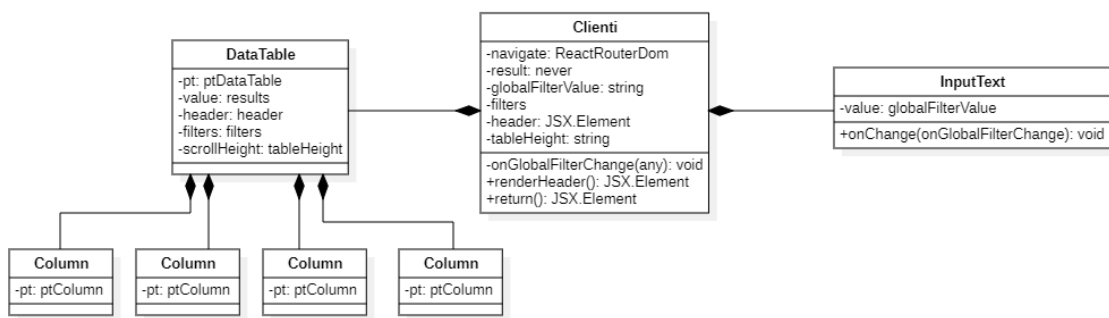 Clienti
-navigate: ReactRouterDom
-result: never
-globalFilterValue: string
-filters
-header: JSX.Element
-tableHeight: string
-onGlobalFilterChange(any): void
+renderHeader(): JSX.Element
+return(): JSX.Element
DataTable
-pt: ptDataTable
-value: results
-header: header
-filters: filters
-scrollHeight: tableHeight
InputText
-value: globalFilterValue
+onChange(onGlobalFilterChange): void
Column
-pt: ptColumn
Column
-pt: ptColumn
Column
-pt: ptColumn
Column
-pt: ptColumn